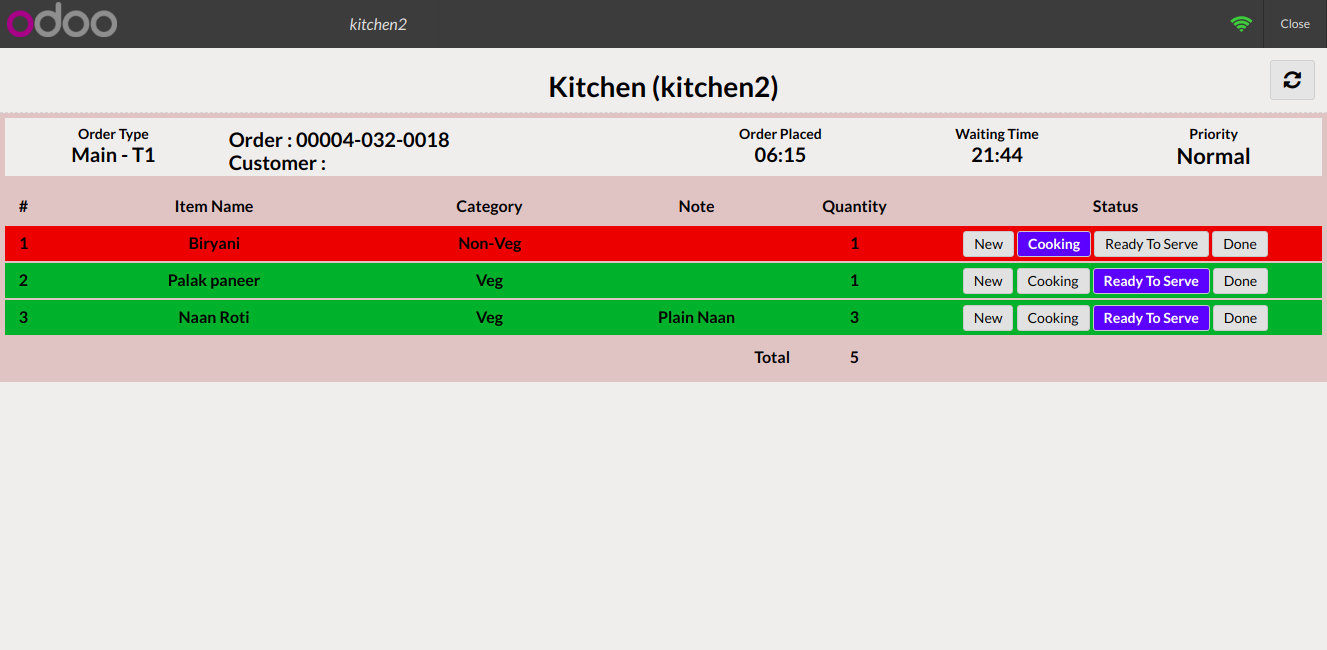 odoo kitchen2 Close
Kitchen (kitchen2)
Order Type Order Placed Waiting Time Priority
Main - T1 Order : 00004-032-0018 06:15 21:44 Normal
Customer :
# Item Name Category Note Quantity Status
1 Biryani Non-Veg 1 New Cooking Ready To Serve Done
2 Palak paneer Veg 1 New Cooking Ready To Serve Done
3 Naan Roti Veg Plain Naan 3 New Cooking Ready To Serve Done
Total 5